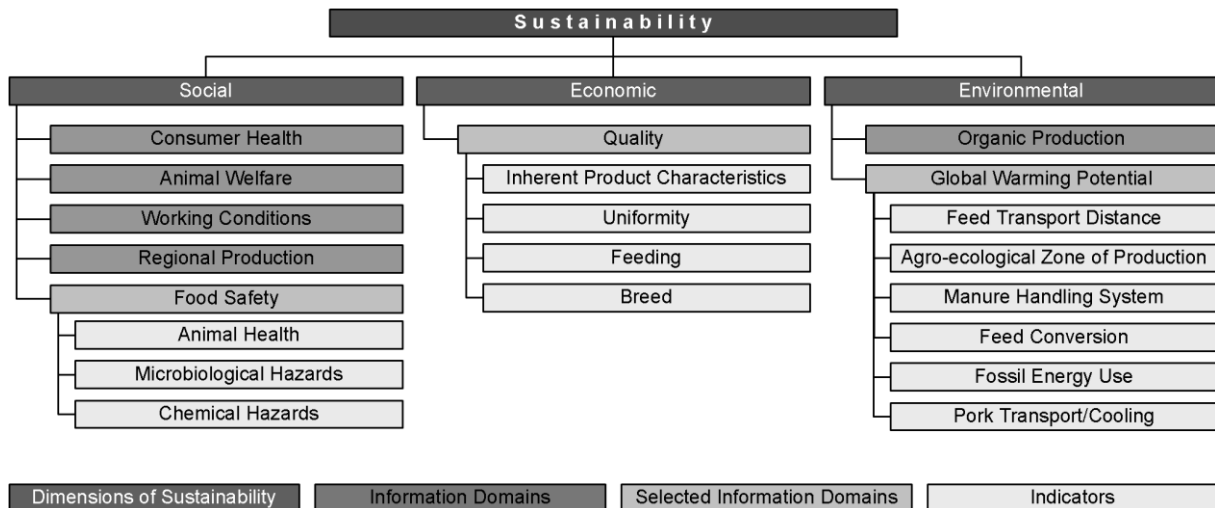 Sustainability
Social
Consumer Health
Animal Welfare
Working Conditions
Regional Production
Food Safety
Animal Health
Microbiological Hazards
Chemical Hazards
Economic
Quality
Inherent Product Characteristics
Uniformity
Feeding
Breed
Environmental
Organic Production
Global Warming Potential
Feed Transport Distance
Agro-ecological Zone of Production
Manure Handling System
Feed Conversion
Fossil Energy Use
Pork Transport/Cooling
Dimensions of Sustainability
Information Domains
Selected Information Domains
Indicators